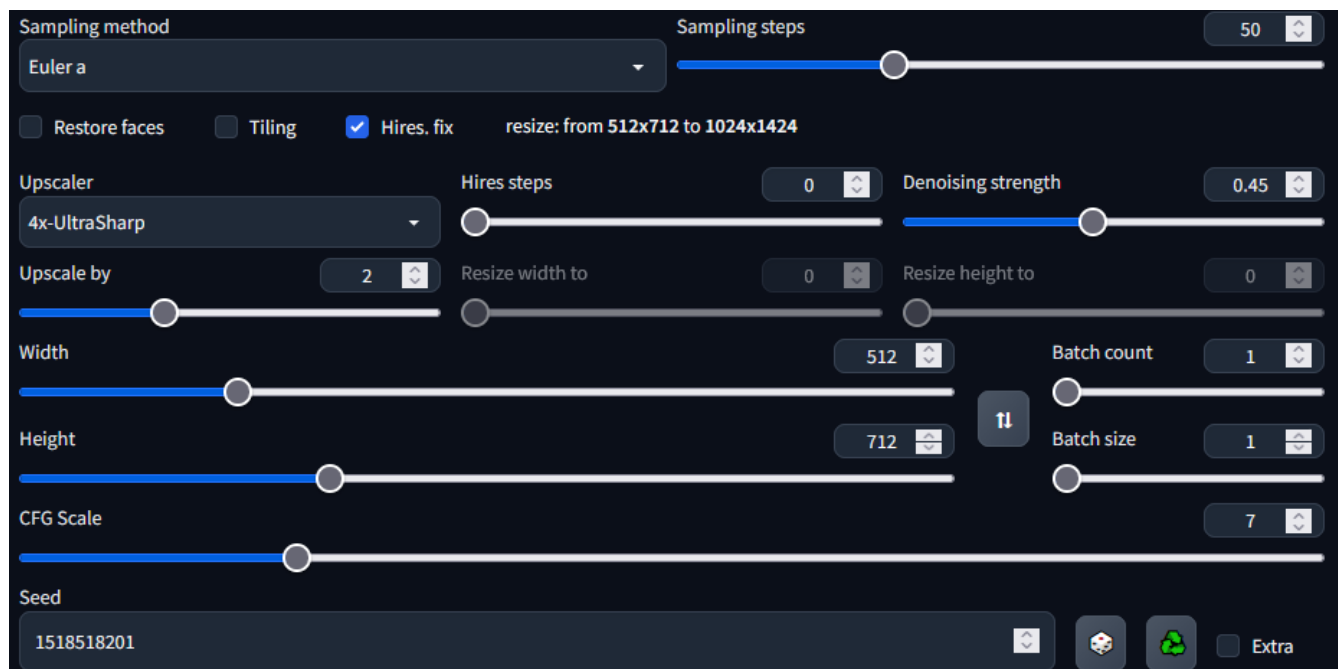 Sampling method
Sampling steps
50
Euler a
Restore faces
Tiling
Hires. fix
resize: from 512x712 to 1024x1424
Upscaler
Hires steps
0
Denoising strength
0.45
4x-UltraSharp
Upscale by
2
Resize width to
0
Resize height to
0
Width
512
Batch count
1
Height
712
Batch size
1
CFG Scale
7
Seed
1518518201
Extra